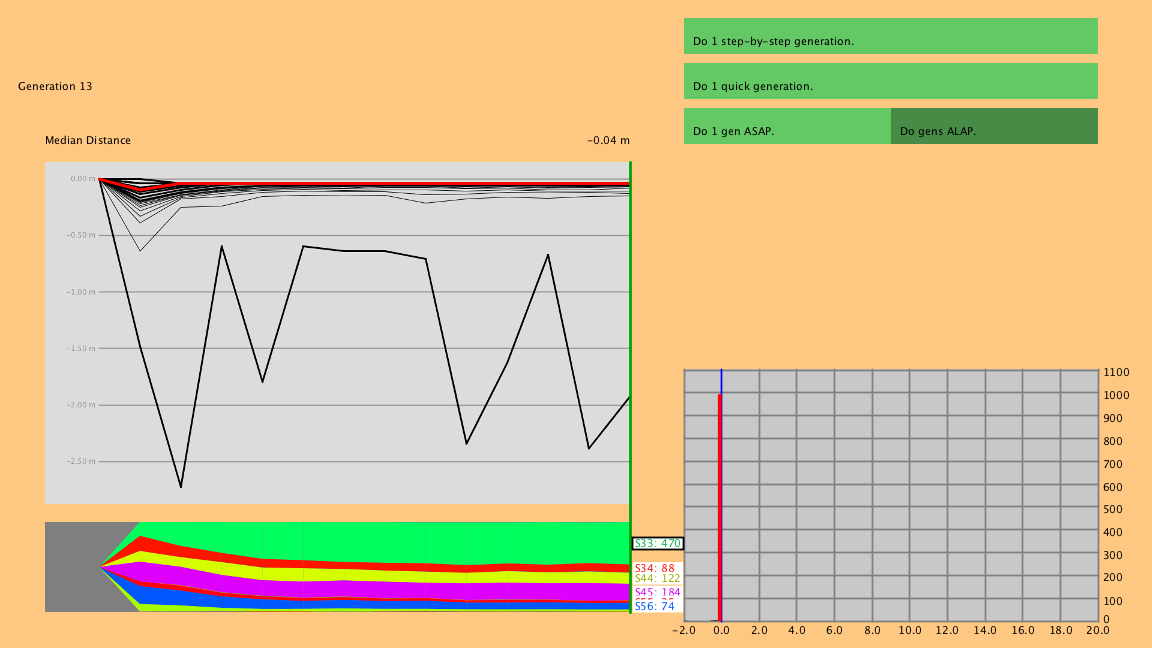 Do 1 step-by-step generation.
Generation 13
Do 1 quick generation.
Do 1 gen ASAP.
Do gens ALAP.
Median Distance
-0.04 m
0.00 m
-0.50 m
-1.00 m
-1.50 m
-2.00 m
-2.50 m
S33: 470
S34: 88
S44: 122
S45: 184
S56: 74
1100
1000
900
800
700
600
500
400
300
200
100
0
-2.0 0.0 2.0 4.0 6.0 8.0 10.0 12.0 14.0 16.0 18.0 20.0